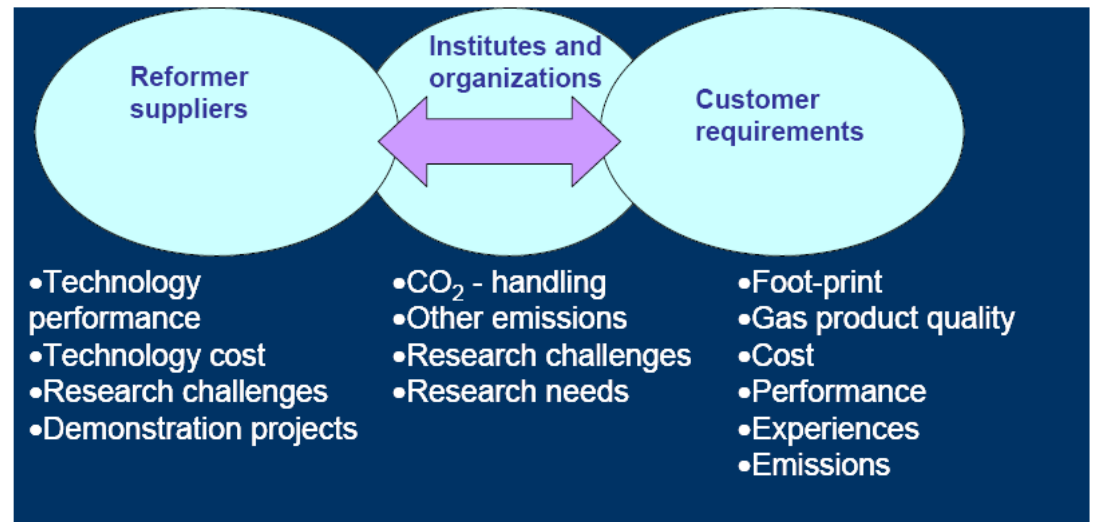 Reformer
suppliers
Institutes and
organizations
Customer
requirements
•Technology
performance
•Technology cost
•Research challenges
•Demonstration projects
•CO₂ - handling
•Other emissions
•Research challenges
•Research needs
•Foot-print
•Gas product quality
•Cost
•Performance
•Experiences
•Emissions